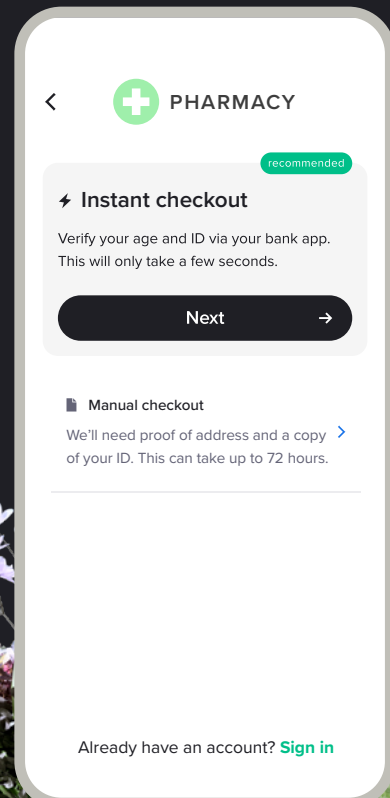 PHARMACY
recommended
Instant checkout
Verify your age and ID via your bank app.
This will only take a few seconds.
Next
Manual checkout
We’ll need proof of address and a copy
of your ID. This can take up to 72 hours.
Already have an account? Sign in